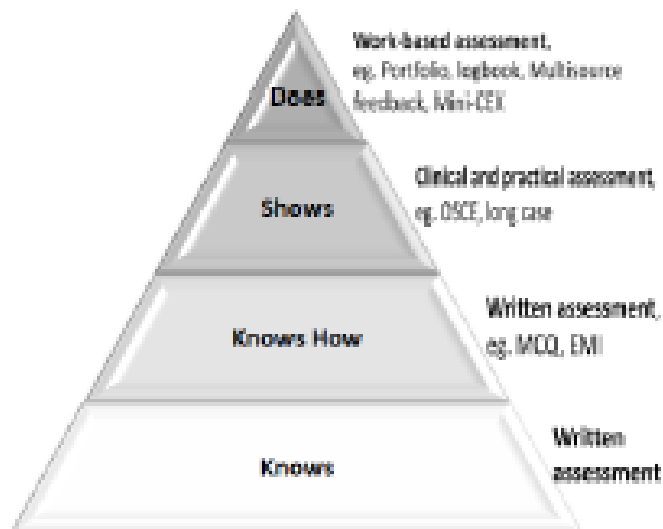 Does
Work-based assessment,
eg. Portfolio, logbook, Multisource
feedback, Mini-CEX
Shows
Clinical and practical assessment,
eg. OSCE, long case
Knows How
Written assessment,
eg. MCQ, EMI
Knows
Written
assessment